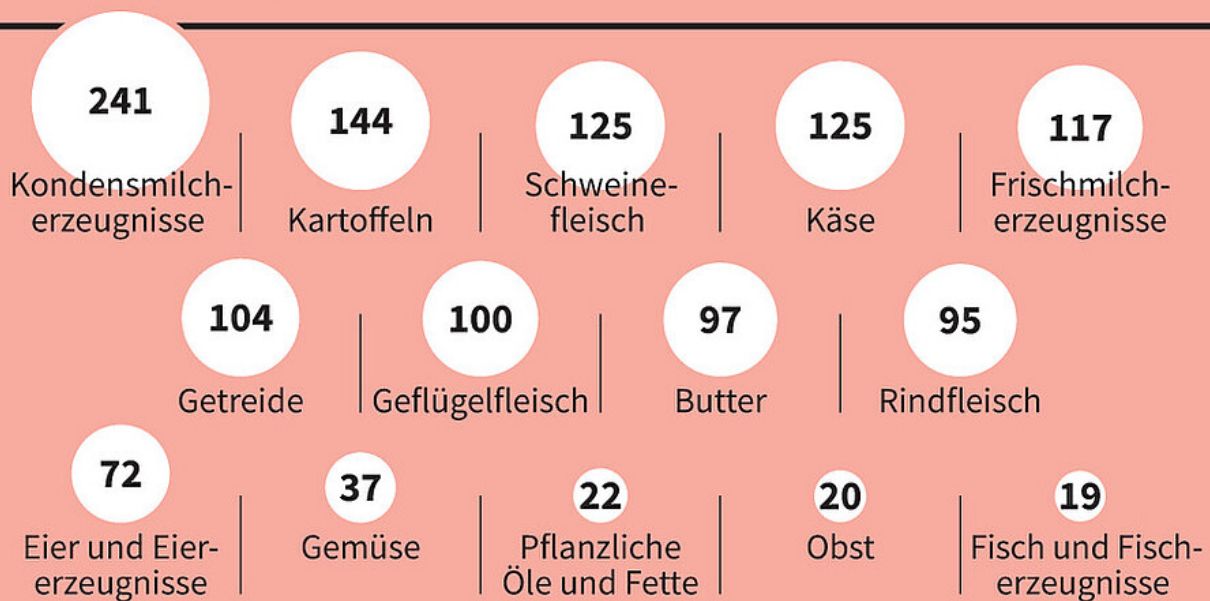 241
144
125
125
117
Kondensmilch-
erzeugnisse
Kartoffeln
Schweine-
fleisch
Käse
Frischmilch-
erzeugnisse
104
100
97
95
Getreide
Geflügelfleisch
Butter
Rindfleisch
72
37
22
20
19
Eier und Eier-
erzeugnisse
Gemüse
Pflanzliche
Öle und Fette
Obst
Fisch und Fisch-
erzeugnisse